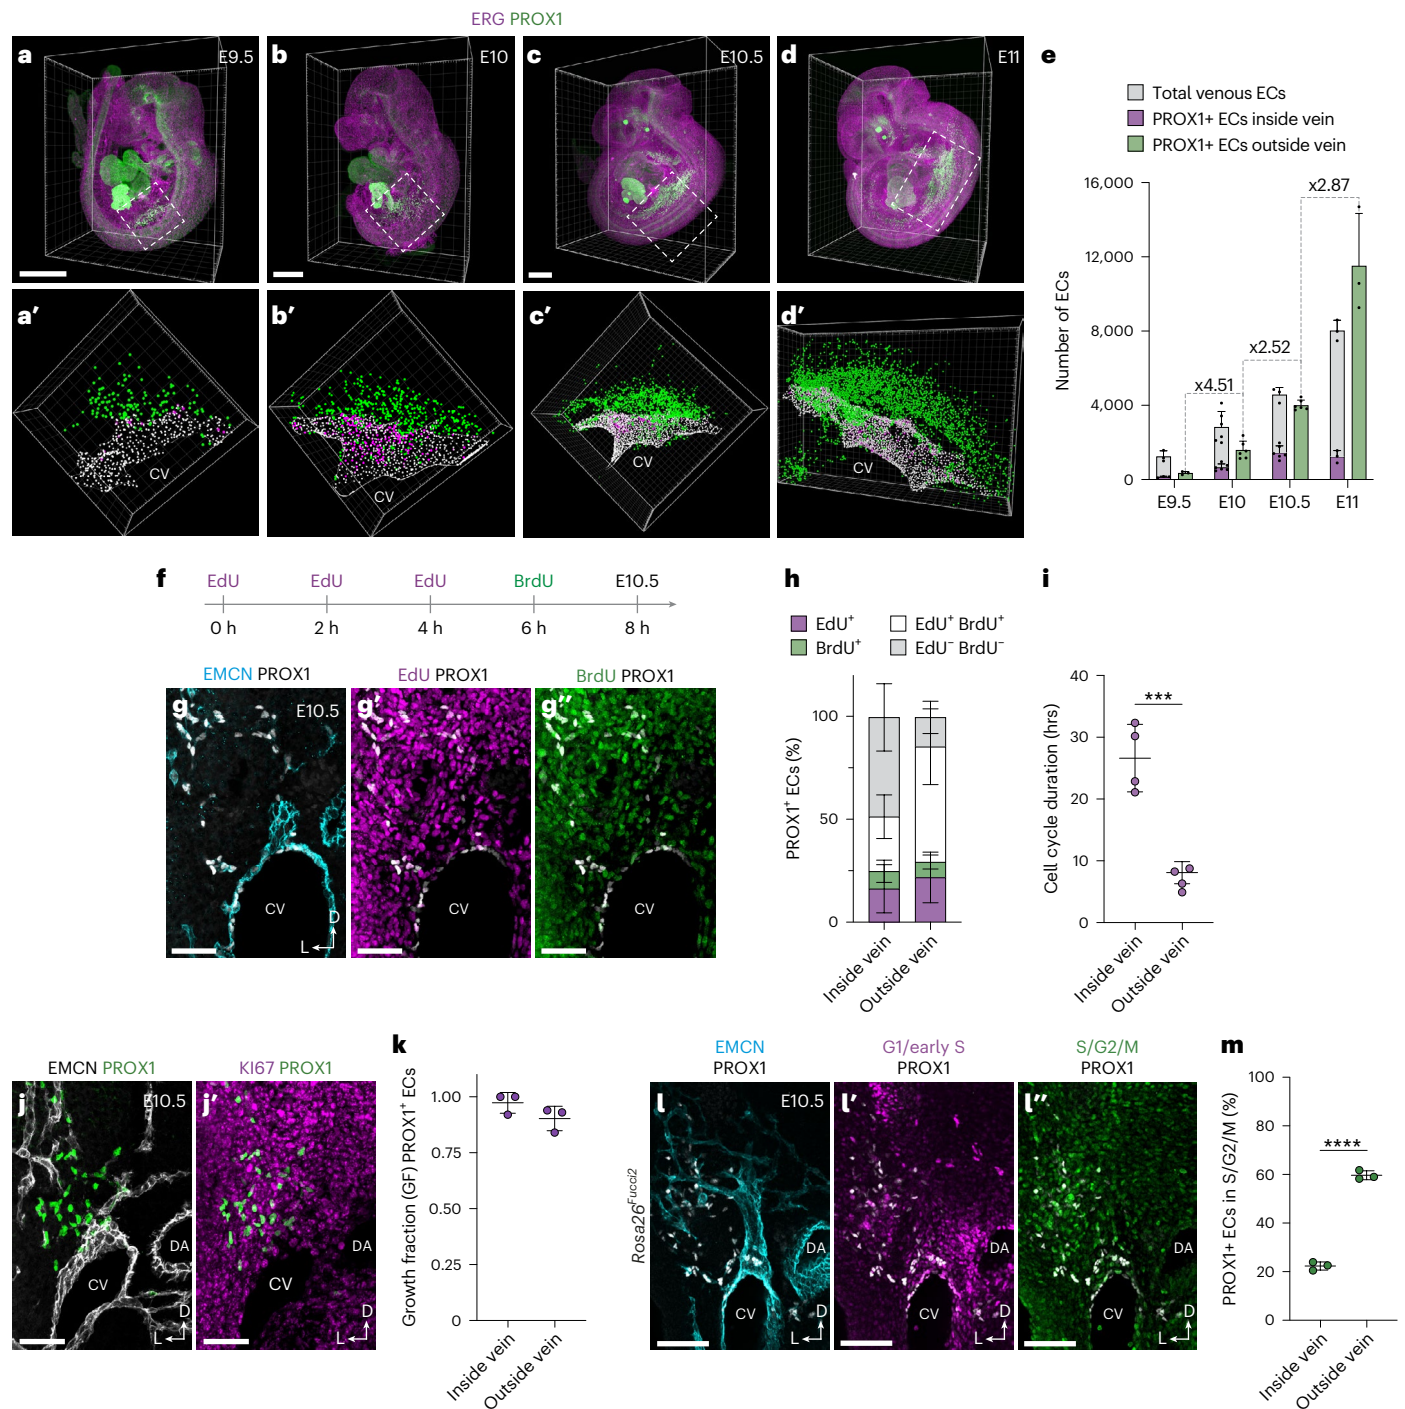 ERG PROX1
a
E9.5
b
E10
c
E10.5
d
E11
a′
CV
b′
CV
c′
CV
d′
CV
e
Total venous ECs
PROX1+ ECs inside vein
PROX1+ ECs outside vein
Number of ECs
16,000
12,000
8,000
4,000
0
x4.51
x2.52
x2.87
E9.5
E10
E10.5
E11
f
EdU
EdU
EdU
BrdU
E10.5
0 h
2 h
4 h
6 h
8 h
EMCN PROX1
EdU PROX1
BrdU PROX1
g
E10.5
CV
D
L
g′
CV
g″
CV
h
EdU⁺
BrdU⁺
EdU⁺ BrdU⁺
EdU⁻ BrdU⁻
PROX1⁺ ECs (%)
100
50
0
Inside vein
Outside vein
i
Cell cycle duration (hrs)
40
30
20
10
0
***
Inside vein
Outside vein
EMCN PROX1
KI67 PROX1
j
E10.5
DA
CV
D
L
j′
DA
CV
D
L
k
Growth fraction (GF) PROX1⁺ ECs
1.00
0.75
0.50
0.25
0
Inside vein
Outside vein
EMCN
PROX1
G1/early S
PROX1
S/G2/M
PROX1
Rosa26Fucci2
l
E10.5
DA
CV
D
L
l′
DA
CV
D
L
l″
DA
CV
D
L
m
PROX1+ ECs in S/G2/M (%)
100
80
60
40
20
0
****
Inside vein
Outside vein